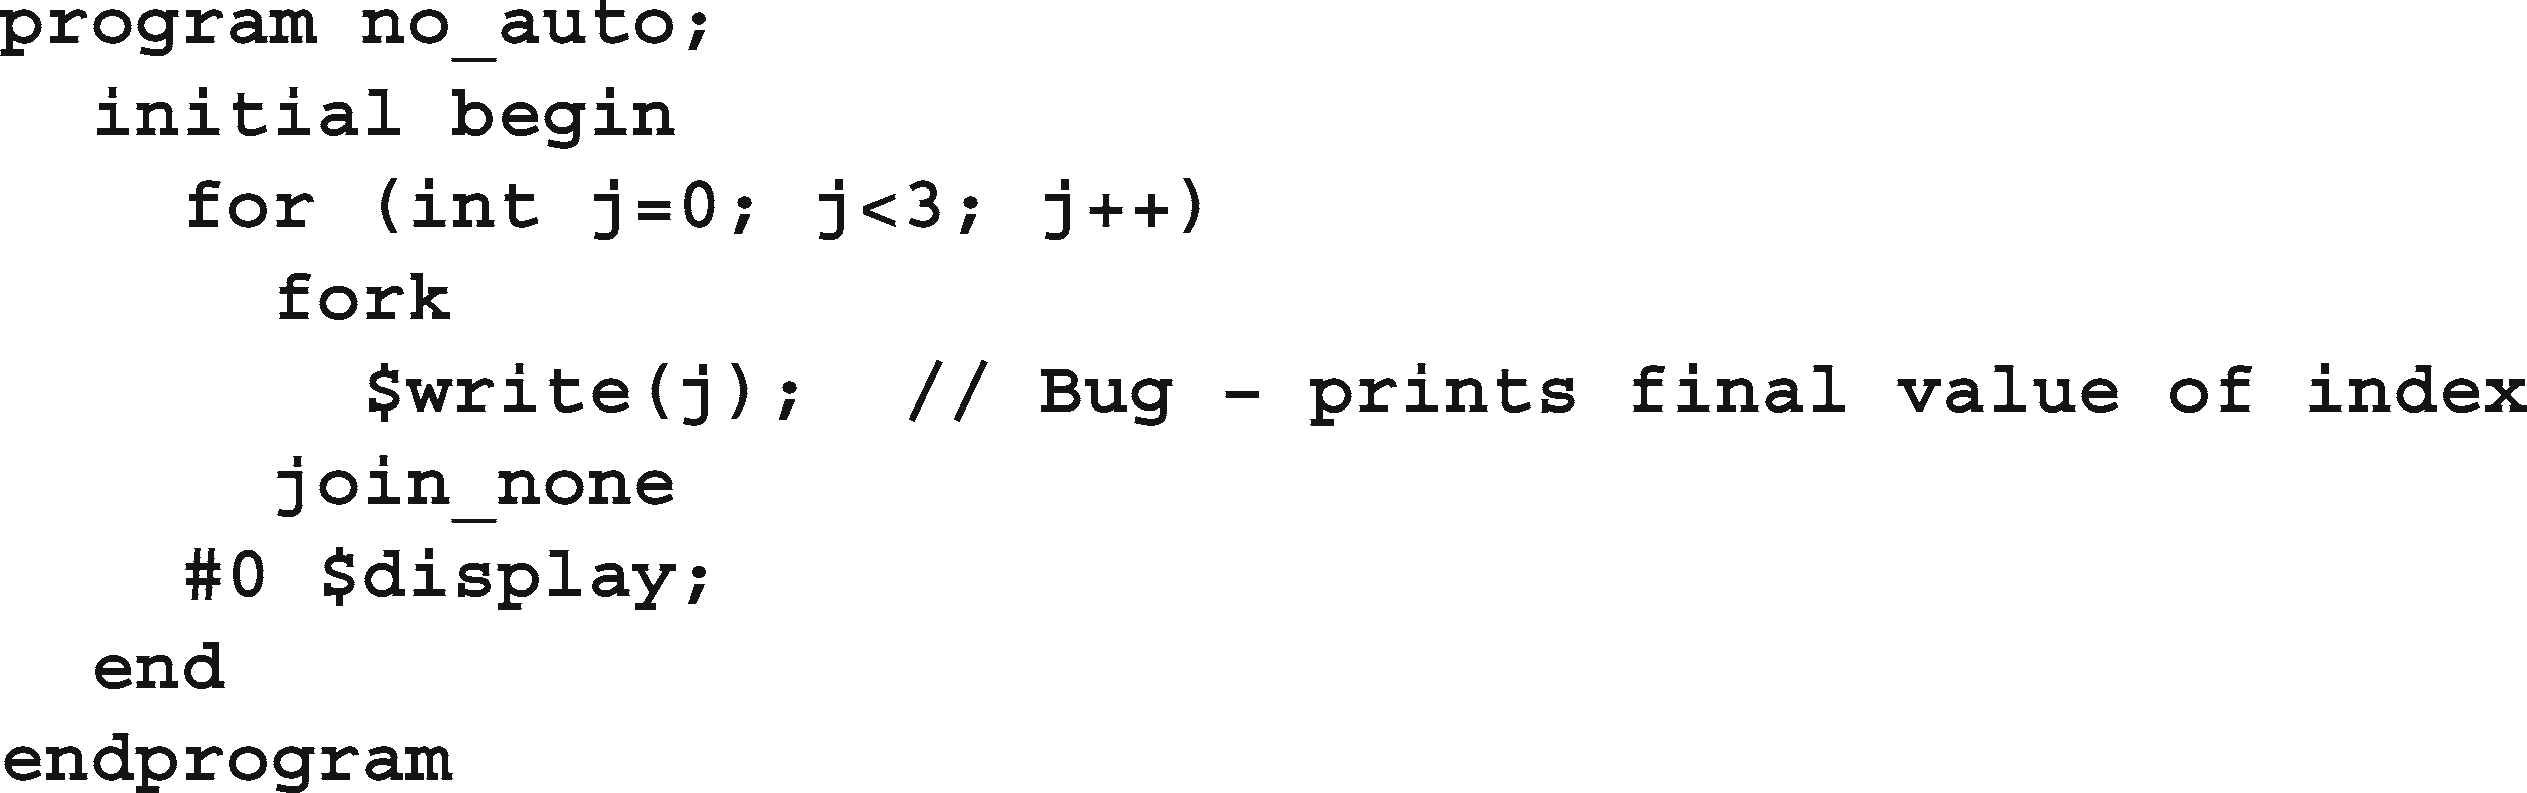 program no_auto;
  initial begin
    for (int j=0; j<3; j++)
      fork
        $write(j);  // Bug - prints final value of index
      join_none
    #0 $display;
  end
endprogram